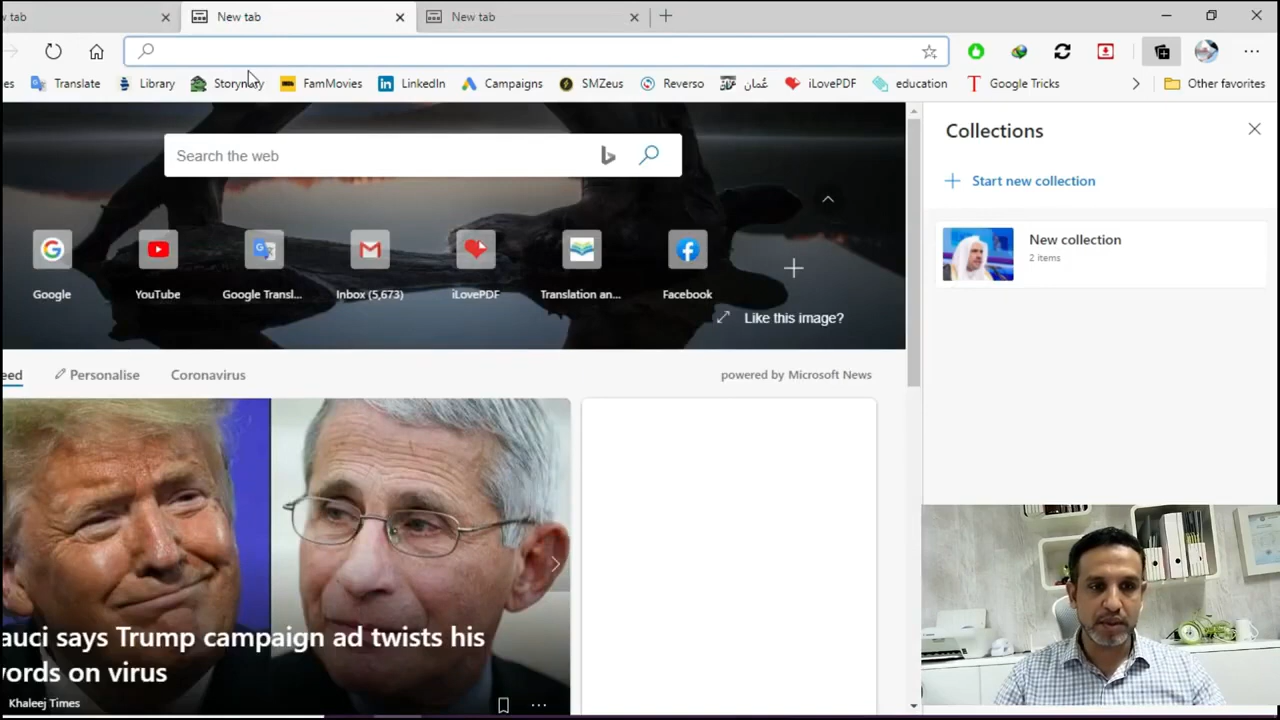 v tab
New tab
New tab
es
Translate
Library
FamMovies
LinkedIn
Campaigns
SMZeus
Reverso
عُمان
iLovePDF
education
Google Tricks
Other favorites
Search the web
Google
YouTube
Google Transl...
Inbox (5,673)
iLovePDF
Translation an...
Facebook
Like this image?
eed
Personalise
Coronavirus
powered by Microsoft News
auci says Trump campaign ad twists his
words on virus
Khaleej Times
Collections
Start new collection
New collection
2 items